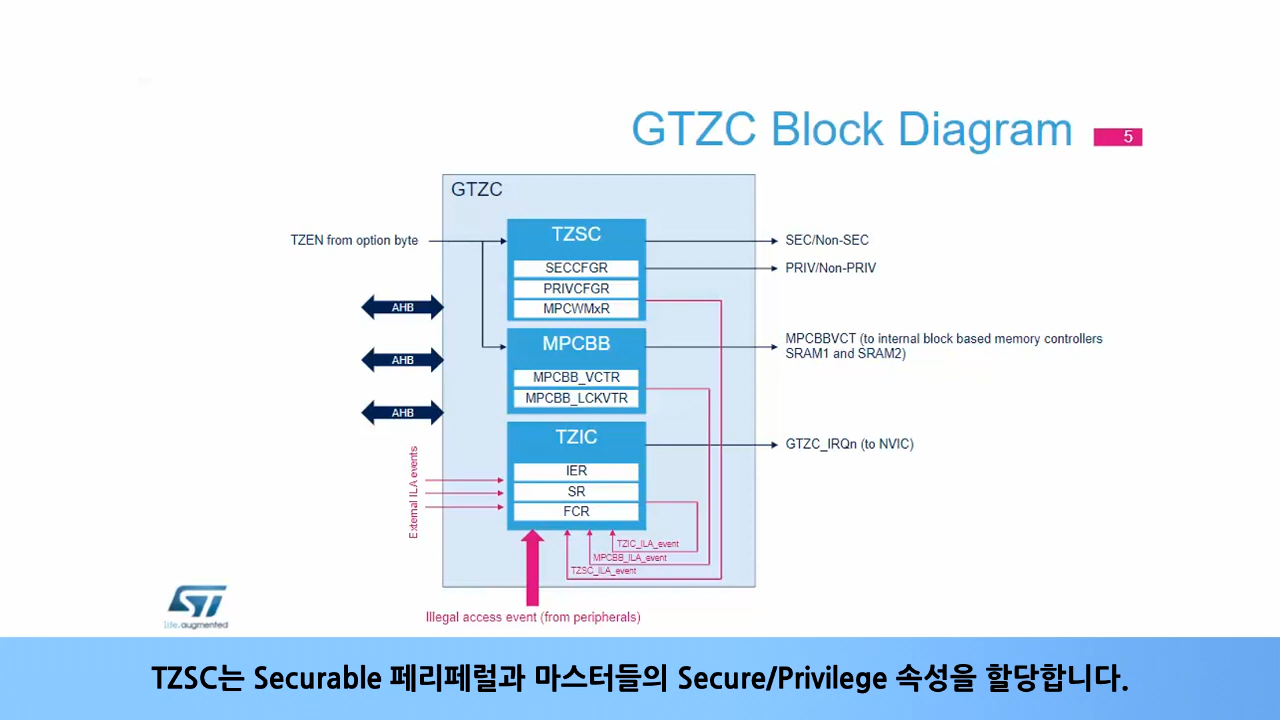 GTZC Block Diagram
5
GTZC
TZEN from option byte
TZSC
SECCFGR
PRIVCFGR
MPCWMxR
SEC/Non-SEC
PRIV/Non-PRIV
AHB
AHB
AHB
MPCBB
MPCBB_VCTR
MPCBB_LCKVTR
MPCBBVCT (to internal block based memory controllers
SRAM1 and SRAM2)
TZIC
IER
SR
FCR
GTZC_IRQn (to NVIC)
External ILA events
TZIC_ILA_event
MPCBB_ILA_event
TZSC_ILA_event
Illegal access event (from peripherals)
ST
life.augmented
TZSC는 Securable 페리페럴과 마스터들의 Secure/Privilege 속성을 할당합니다.